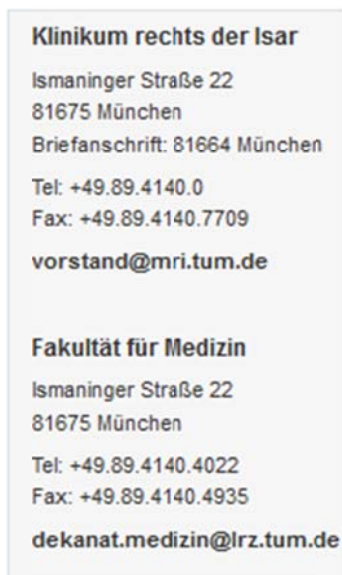 Klinikum rechts der Isar
Ismaninger Straße 22
81675 München
Briefanschrift: 81664 München
Tel: +49.89.4140.0
Fax: +49.89.4140.7709
vorstand@mri.tum.de
Fakultät für Medizin
Ismaninger Straße 22
81675 München
Tel: +49.89.4140.4022
Fax: +49.89.4140.4935
dekanat.medizin@lrz.tum.de